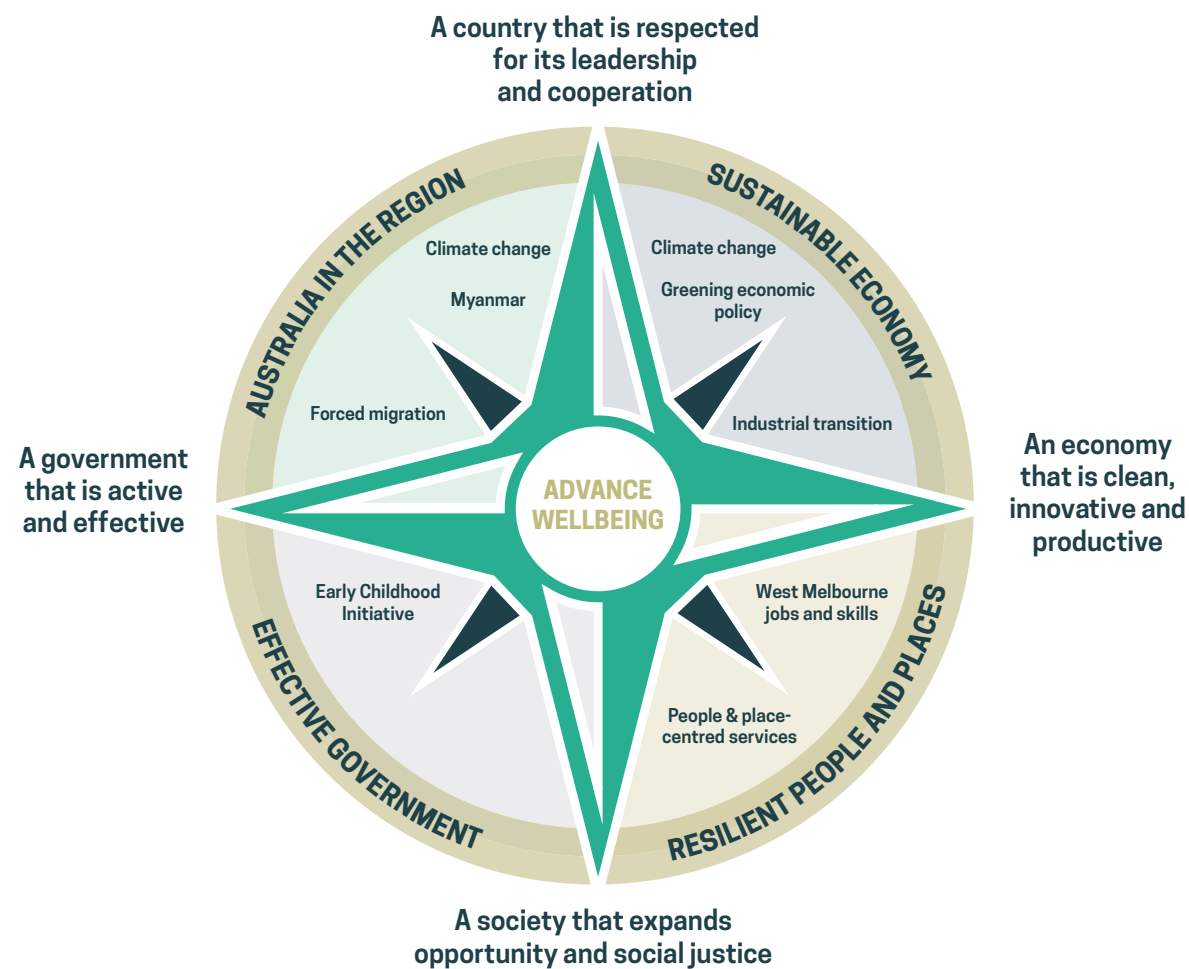 A country that is respected
for its leadership
and cooperation
AUSTRALIA IN THE REGION
SUSTAINABLE ECONOMY
Climate change
Myanmar
Forced migration
Climate change
Greening economic
policy
Industrial transition
A government
that is active
and effective
ADVANCE
WELLBEING
An economy
that is clean,
innovative and
productive
Early Childhood
Initiative
West Melbourne
jobs and skills
People & place-
centred services
EFFECTIVE GOVERNMENT
RESILIENT PEOPLE AND PLACES
A society that expands
opportunity and social justice